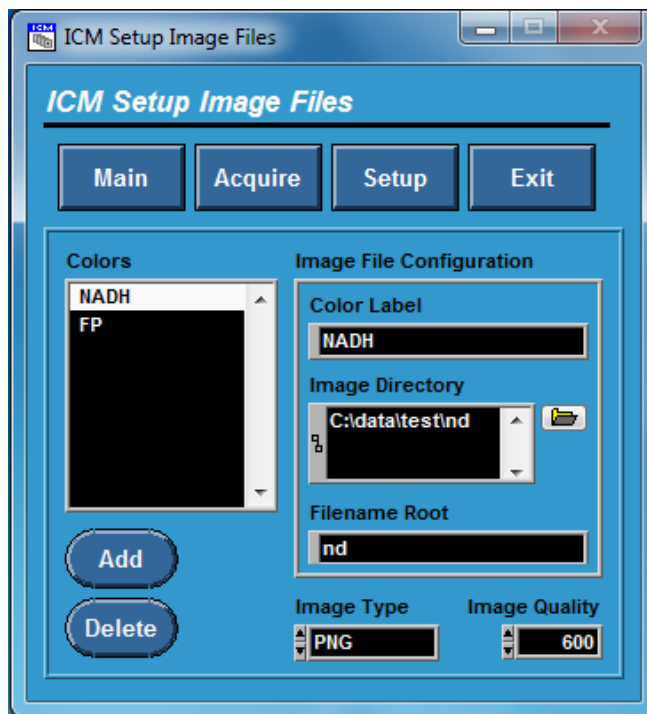 ICM
ICM Setup Image Files
ICM Setup Image Files
Main Acquire Setup Exit
Colors
NADH
FP
Add
Delete
Image File Configuration
Color Label
NADH
Image Directory
C:\data\test\nd
Filename Root
nd
Image Type
PNG
Image Quality
600